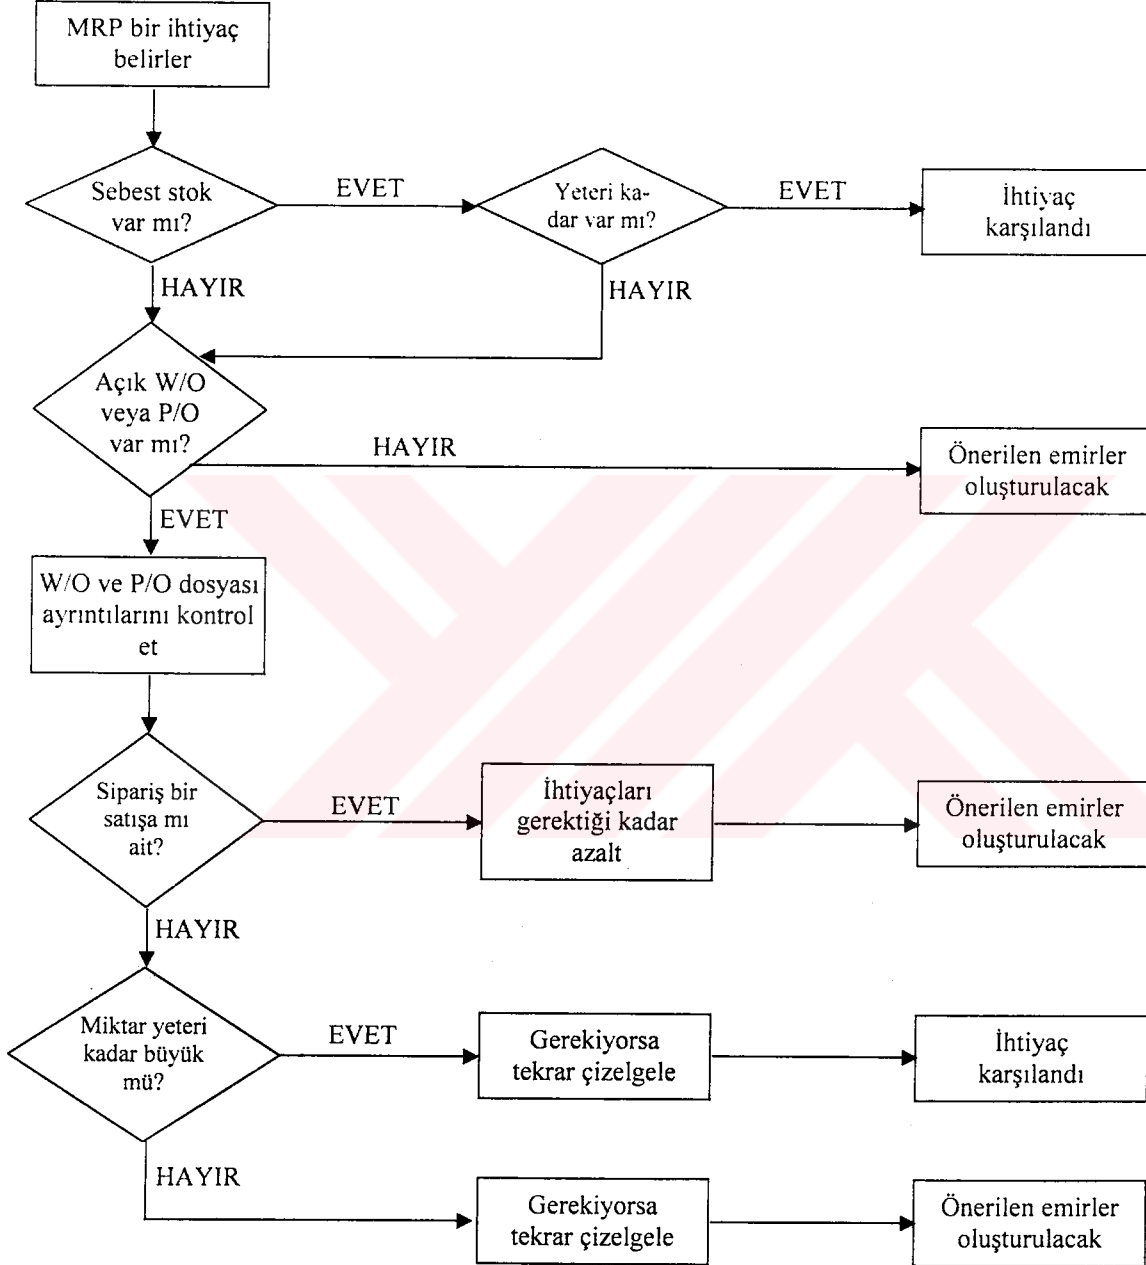 MRP bir ihtiyaç
belirler
Sebest stok
var mı?
EVET
Yeteri ka-
dar var mı?
EVET
İhtiyaç
karşılandı
HAYIR
HAYIR
Açık W/O
veya P/O
var mı?
HAYIR
Önerilen emirler
oluşturulacak
EVET
W/O ve P/O dosyası
ayrıntılarını kontrol
et
Sipariş bir
satışa mı
ait?
EVET
İhtiyaçları
gerektiği kadar
azalt
Önerilen emirler
oluşturulacak
HAYIR
Miktar yeteri
kadar büyük
mü?
EVET
Gerekiyorsa
tekrar çizelgele
İhtiyaç
karşılandı
HAYIR
Gerekiyorsa
tekrar çizelgele
Önerilen emirler
oluşturulacak